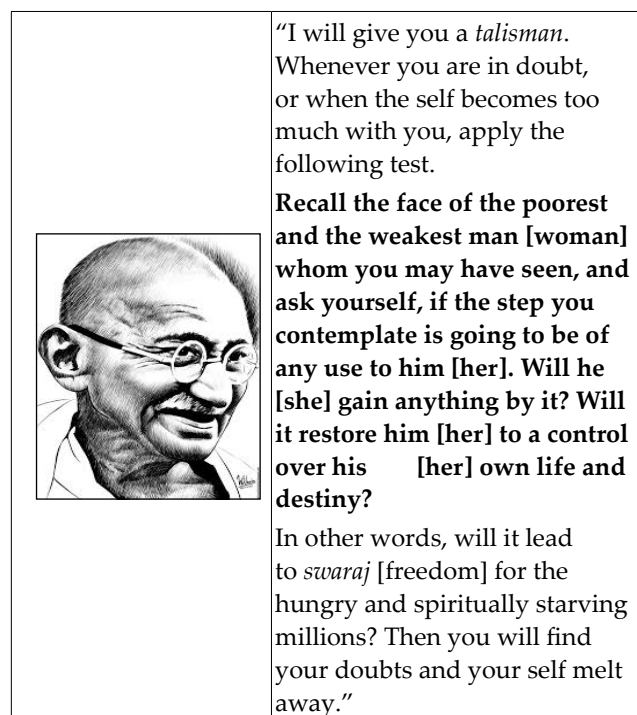 “I will give you a talisman.
Whenever you are in doubt,
or when the self becomes too
much with you, apply the
following test.
Recall the face of the poorest
and the weakest man [woman]
whom you may have seen, and
ask yourself, if the step you
contemplate is going to be of
any use to him [her]. Will he
[she] gain anything by it? Will
it restore him [her] to a control
over his [her] own life and
destiny?
In other words, will it lead
to swaraj [freedom] for the
hungry and spiritually starving
millions? Then you will find
your doubts and your self melt
away.”